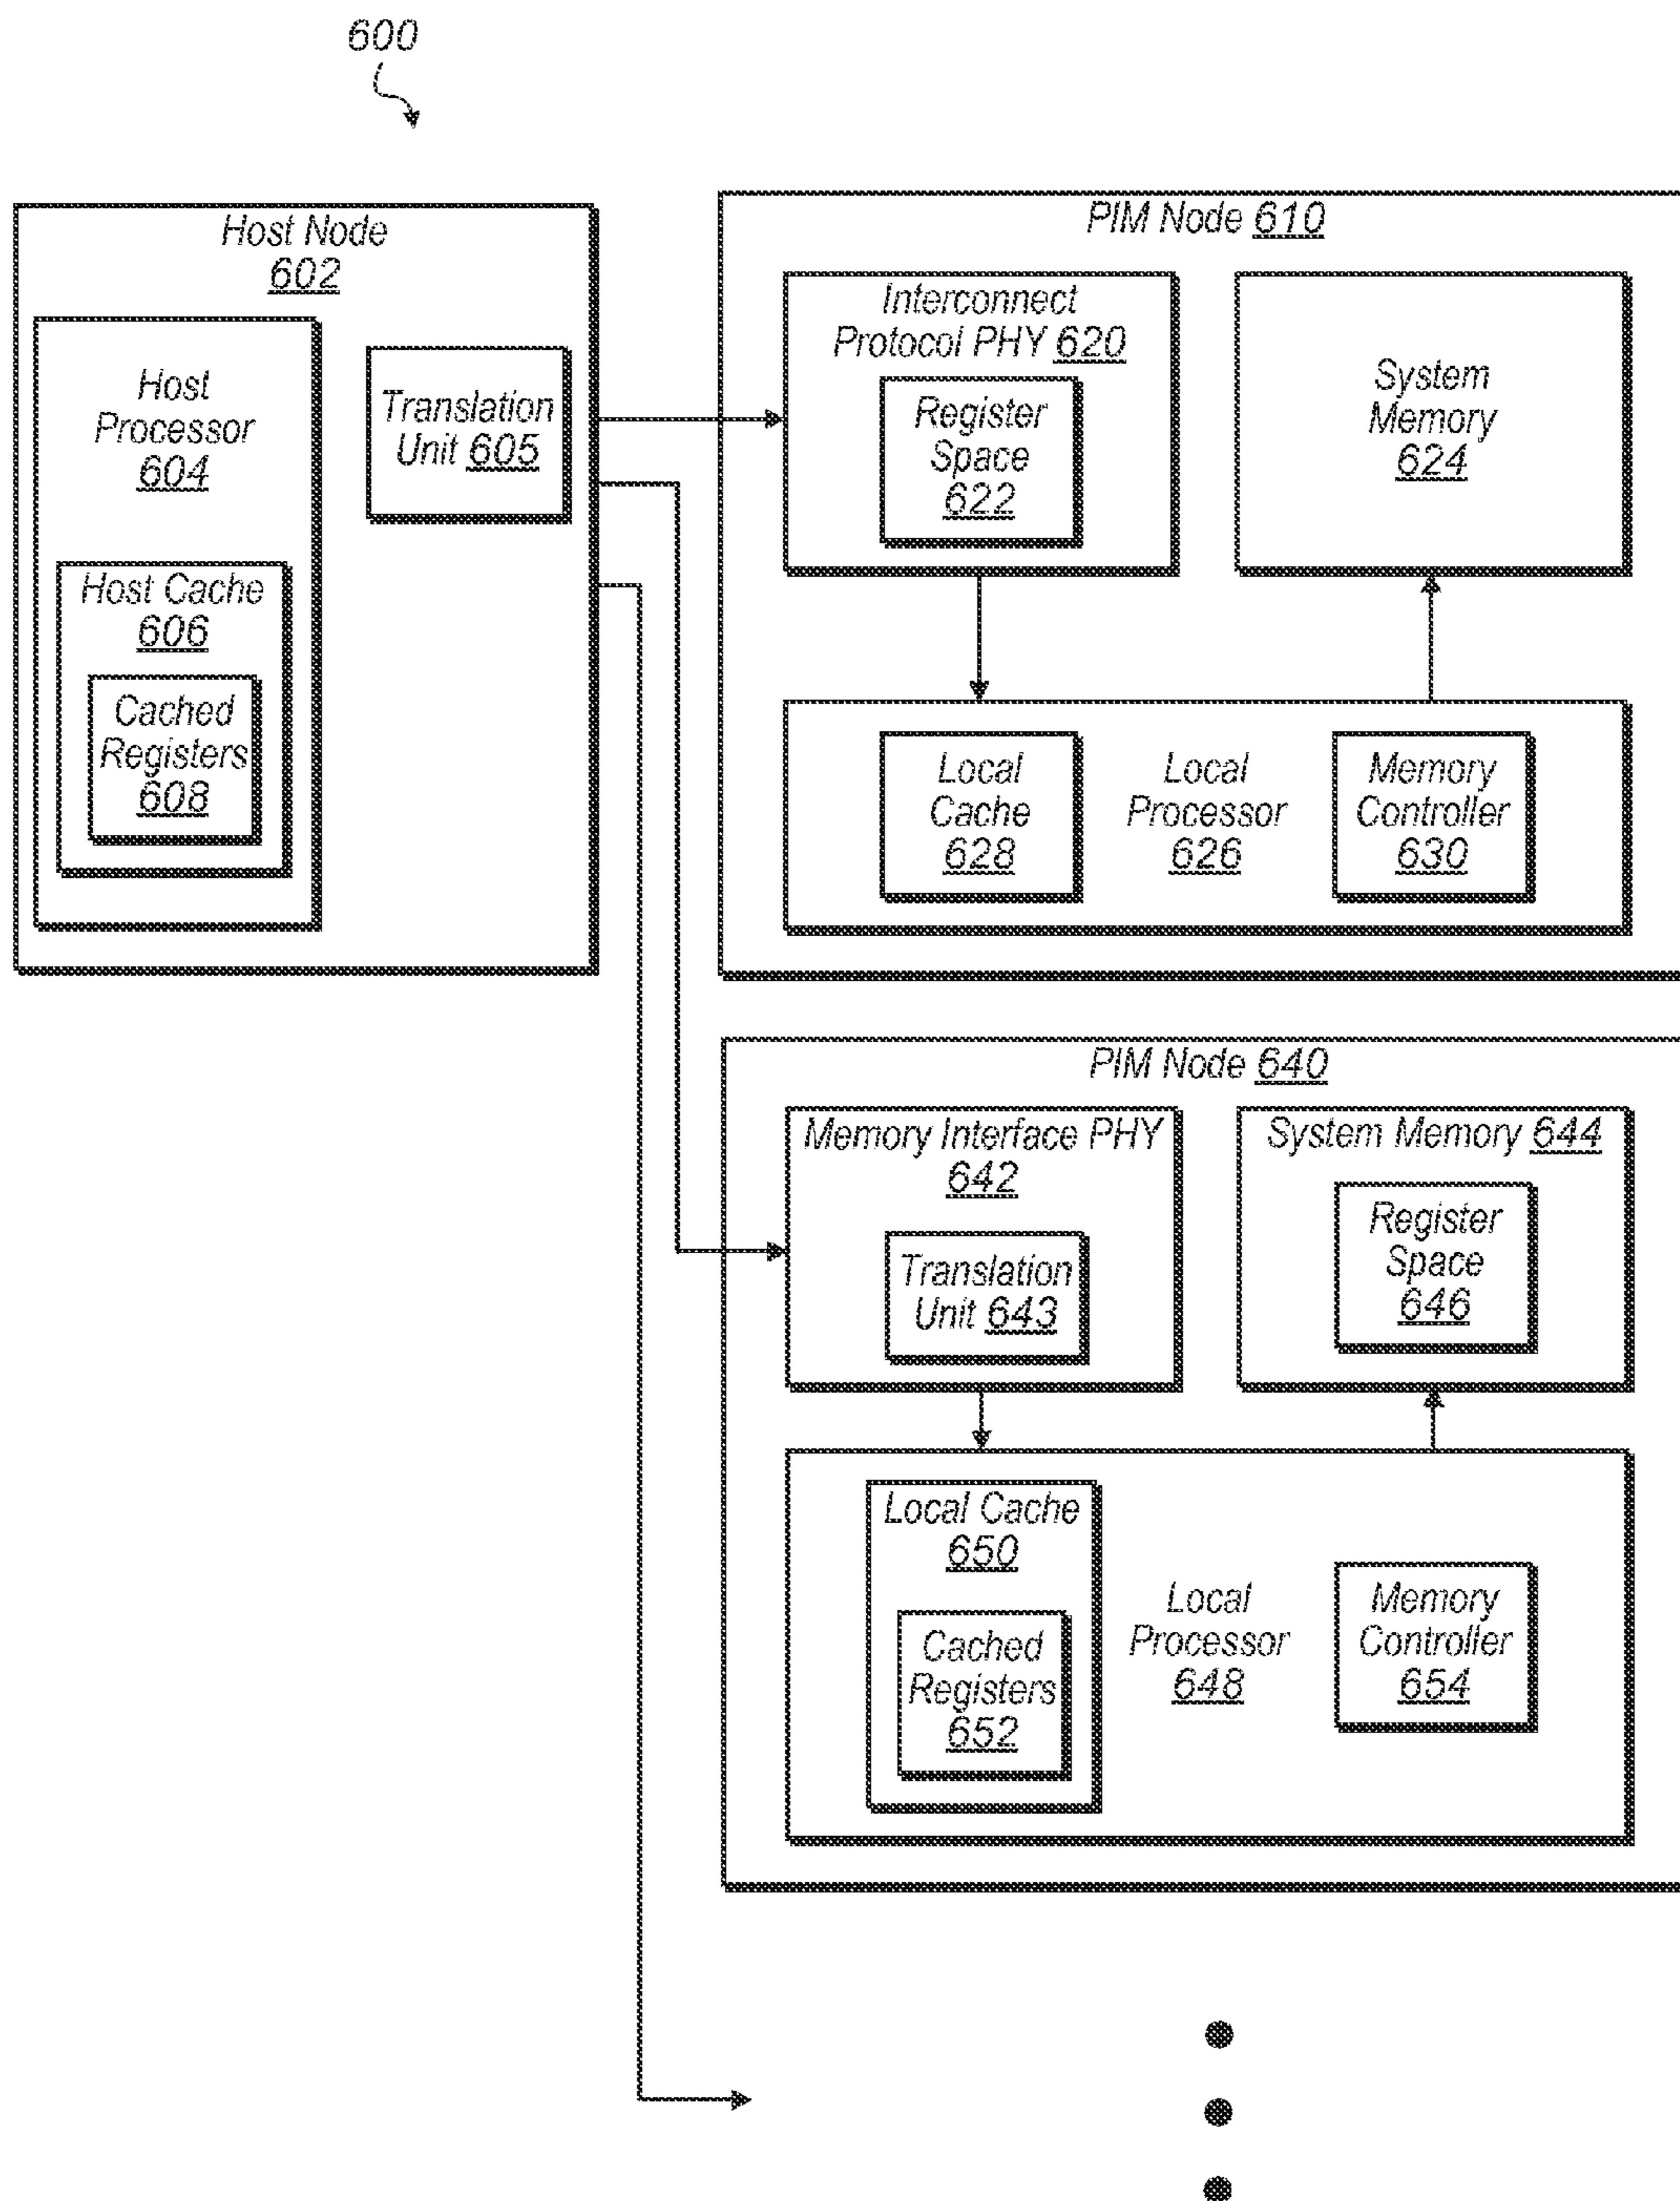 600
Host Node
602
Host
Processor
604
Translation
Unit 605
Host Cache
606
Cached
Registers
608
PIM Node 610
Interconnect
Protocol PHY 620
Register
Space
622
System
Memory
624
Local
Cache
628
Local
Processor
626
Memory
Controller
630
PIM Node 640
Memory Interface PHY
642
Translation
Unit 643
System Memory 644
Register
Space
646
Local Cache
650
Cached
Registers
652
Local
Processor
648
Memory
Controller
654